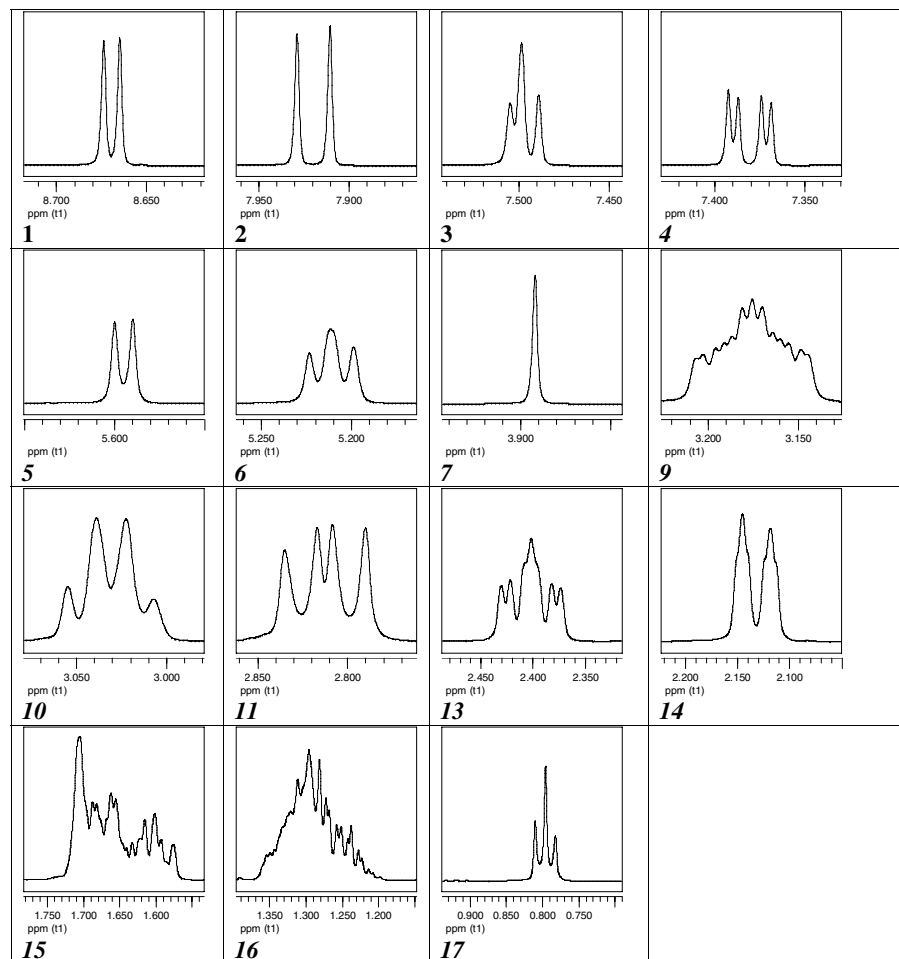 8.700 8.650
ppm (t1)
1
7.950 7.900
ppm (t1)
2
7.500 7.450
ppm (t1)
3
7.400 7.350
ppm (t1)
4
5.600
ppm (t1)
5
5.250 5.200
ppm (t1)
6
3.900
ppm (t1)
7
3.200 3.150
ppm (t1)
9
3.050 3.000
ppm (t1)
10
2.850 2.800
ppm (t1)
11
2.450 2.400 2.350
ppm (t1)
13
2.200 2.150 2.100
ppm (t1)
14
1.750 1.700 1.650 1.600
ppm (t1)
15
1.350 1.300 1.250 1.200
ppm (t1)
16
0.900 0.850 0.800 0.750
ppm (t1)
17